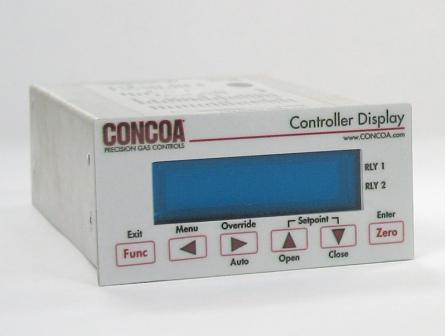 CONCOA
PRECISION GAS CONTROLS
Controller Display
www.CONCOA.com
RLY 1
RLY 2
Exit Menu Override Setpoint Enter
Func Zero
Auto Open Close